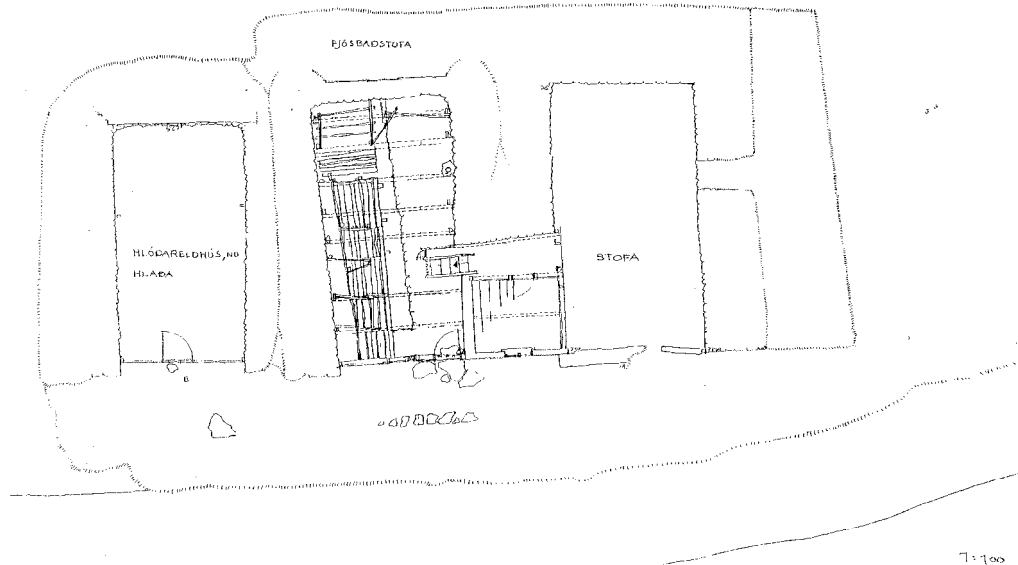 FJÓSBAÐSTOFA
HLÓÐAELDHÚS, NÚ
HLAÐA
STOFA
B
1:100